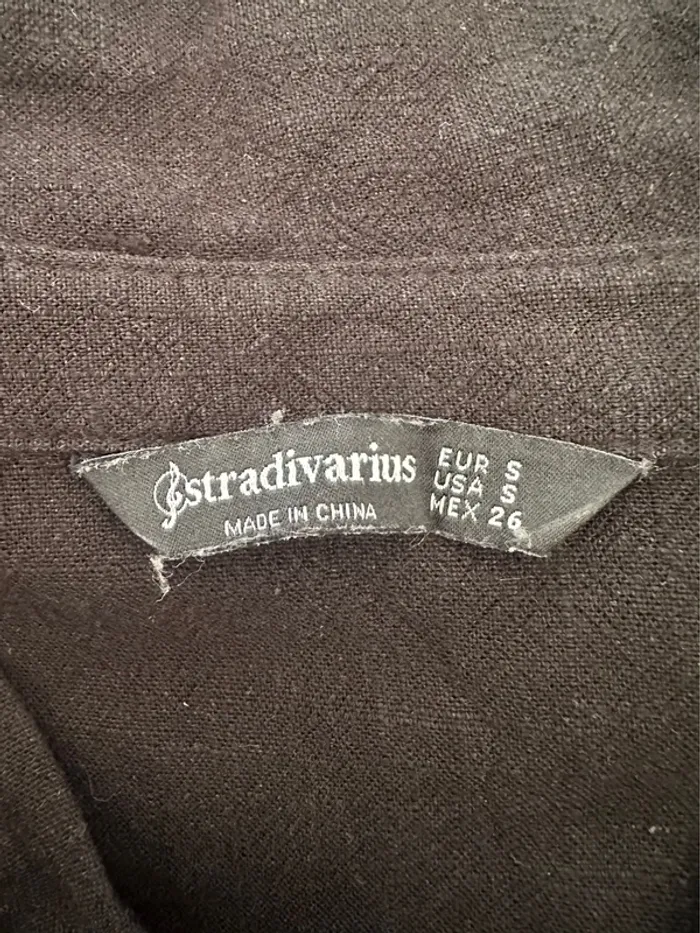 stradivarius
MADE IN CHINA
EUR S
USA S
MEX 26